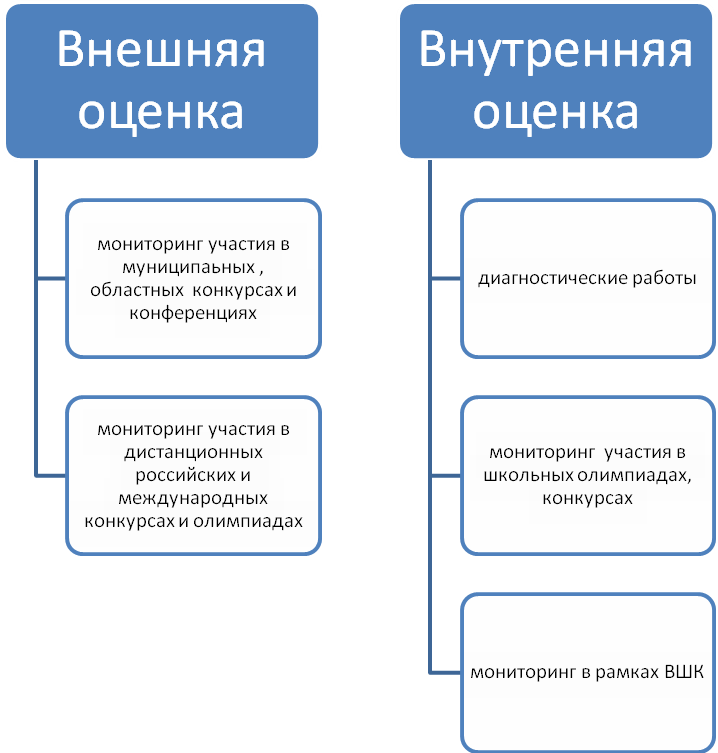 Внешняя
оценка
мониторинг участия в
муниципаьных ,
областных конкурсах и
конференциях
мониторинг участия в
дистанционных
российских и
международных
конкурсах и олимпиадах
Внутренняя
оценка
диагностические работы
мониторинг участия в
школьных олимпиадах,
конкурсах
мониторинг в рамках ВШК